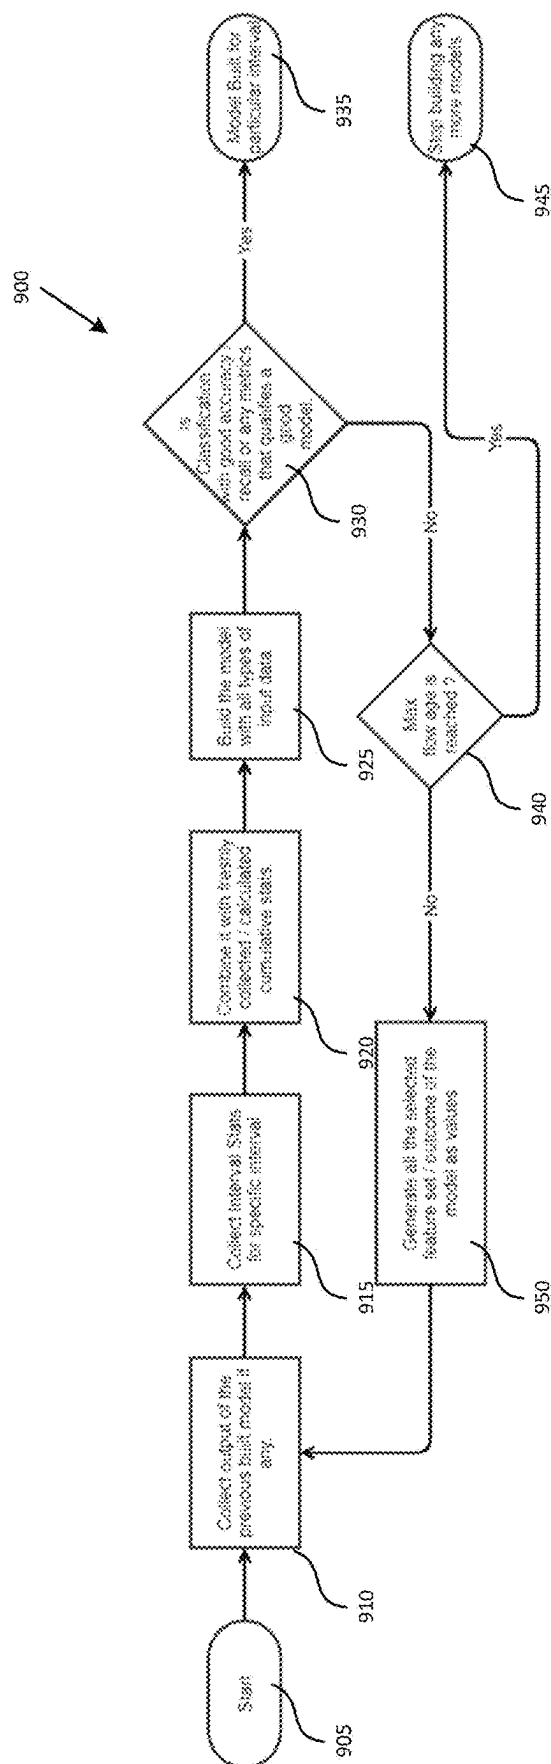 900
Start
905
Collect output of the
previous built model if
any.
910
Collect Interval Stats
for specific interval
915
Combine it with freshly
collected / calculated
cumulative stats
920
Build the model
with all types of
input data
925
is
Classification
with good accuracy /
recall or any metrics
that qualifies a
good
model.
930
Yes
Model Built for
particular interval
935
No
Max
flow age is
reached ?
940
Yes
Stop building any
more models
945
No
Generate all the selected
feature set / outcome of the
model as values
950